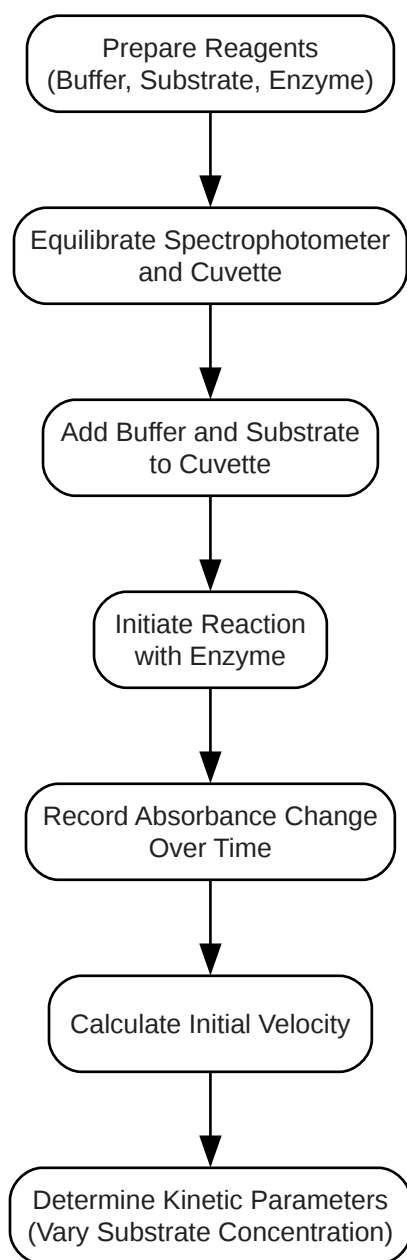 Prepare Reagents
(Buffer, Substrate, Enzyme)
Equilibrate Spectrophotometer
and Cuvette
Add Buffer and Substrate
to Cuvette
Initiate Reaction
with Enzyme
Record Absorbance Change
Over Time
Calculate Initial Velocity
Determine Kinetic Parameters
(Vary Substrate Concentration)